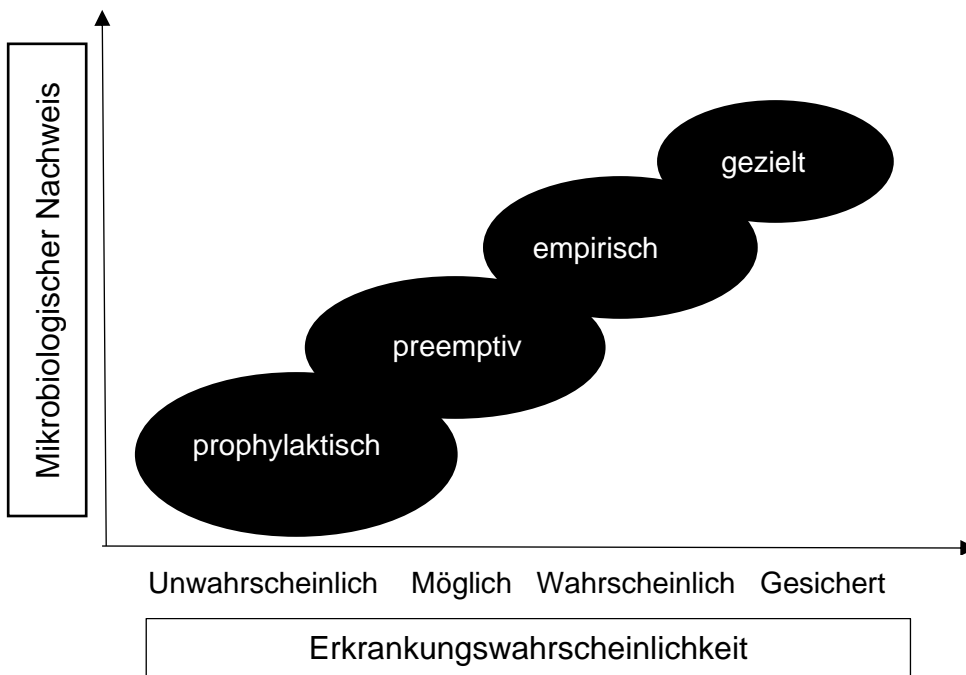 Mikrobiologischer Nachweis
gezielt
empirisch
preemptiv
prophylaktisch
Unwahrscheinlich Möglich Wahrscheinlich Gesichert
Erkrankungswahrscheinlichkeit